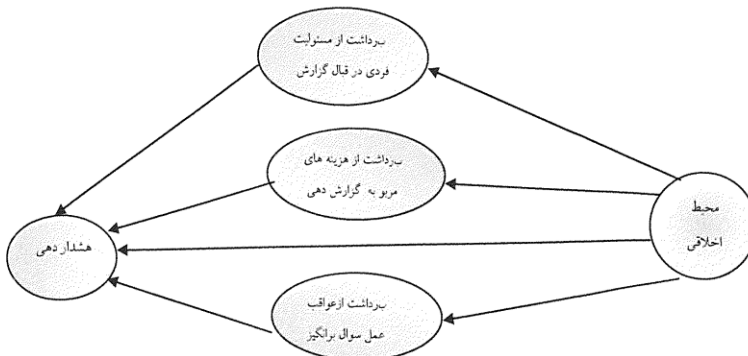 برداشت از مسئولیت
فردی در قبال گزارش
برداشت از هزینه های
مربو به گزارش دهی
محیط
اخلاقی
هشدار دهی
برداشت ازعواقب
عمل سوال برانگیز